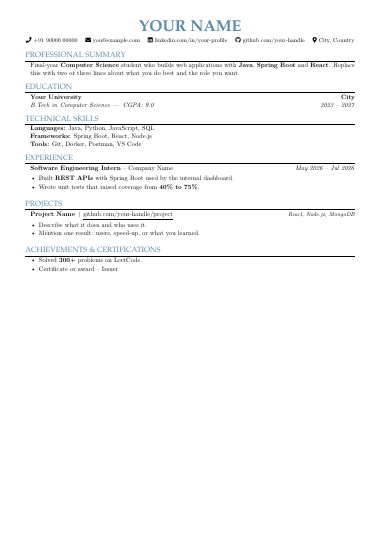 YOUR NAME
+91 90000 00000 you@example.com linkedin.com/in/your-profile github.com/your-handle City, Country
PROFESSIONAL SUMMARY
Final-year Computer Science student who builds web applications with Java, Spring Boot and React. Replace
this with two or three lines about what you do best and the role you want.
EDUCATION
Your University City
B.Tech in Computer Science — CGPA: 9.0 2023 – 2027
TECHNICAL SKILLS
Languages: Java, Python, JavaScript, SQL
Frameworks: Spring Boot, React, Node.js
Tools: Git, Docker, Postman, VS Code
EXPERIENCE
Software Engineering Intern – Company Name May 2026 – Jul 2026
• Built REST APIs with Spring Boot used by the internal dashboard.
• Wrote unit tests that raised coverage from 40% to 75%.
PROJECTS
Project Name | github.com/your-handle/project React, Node.js, MongoDB
• Describe what it does and who uses it.
• Mention one result: users, speed-up, or what you learned.
ACHIEVEMENTS & CERTIFICATIONS
• Solved 300+ problems on LeetCode.
• Certificate or award – Issuer